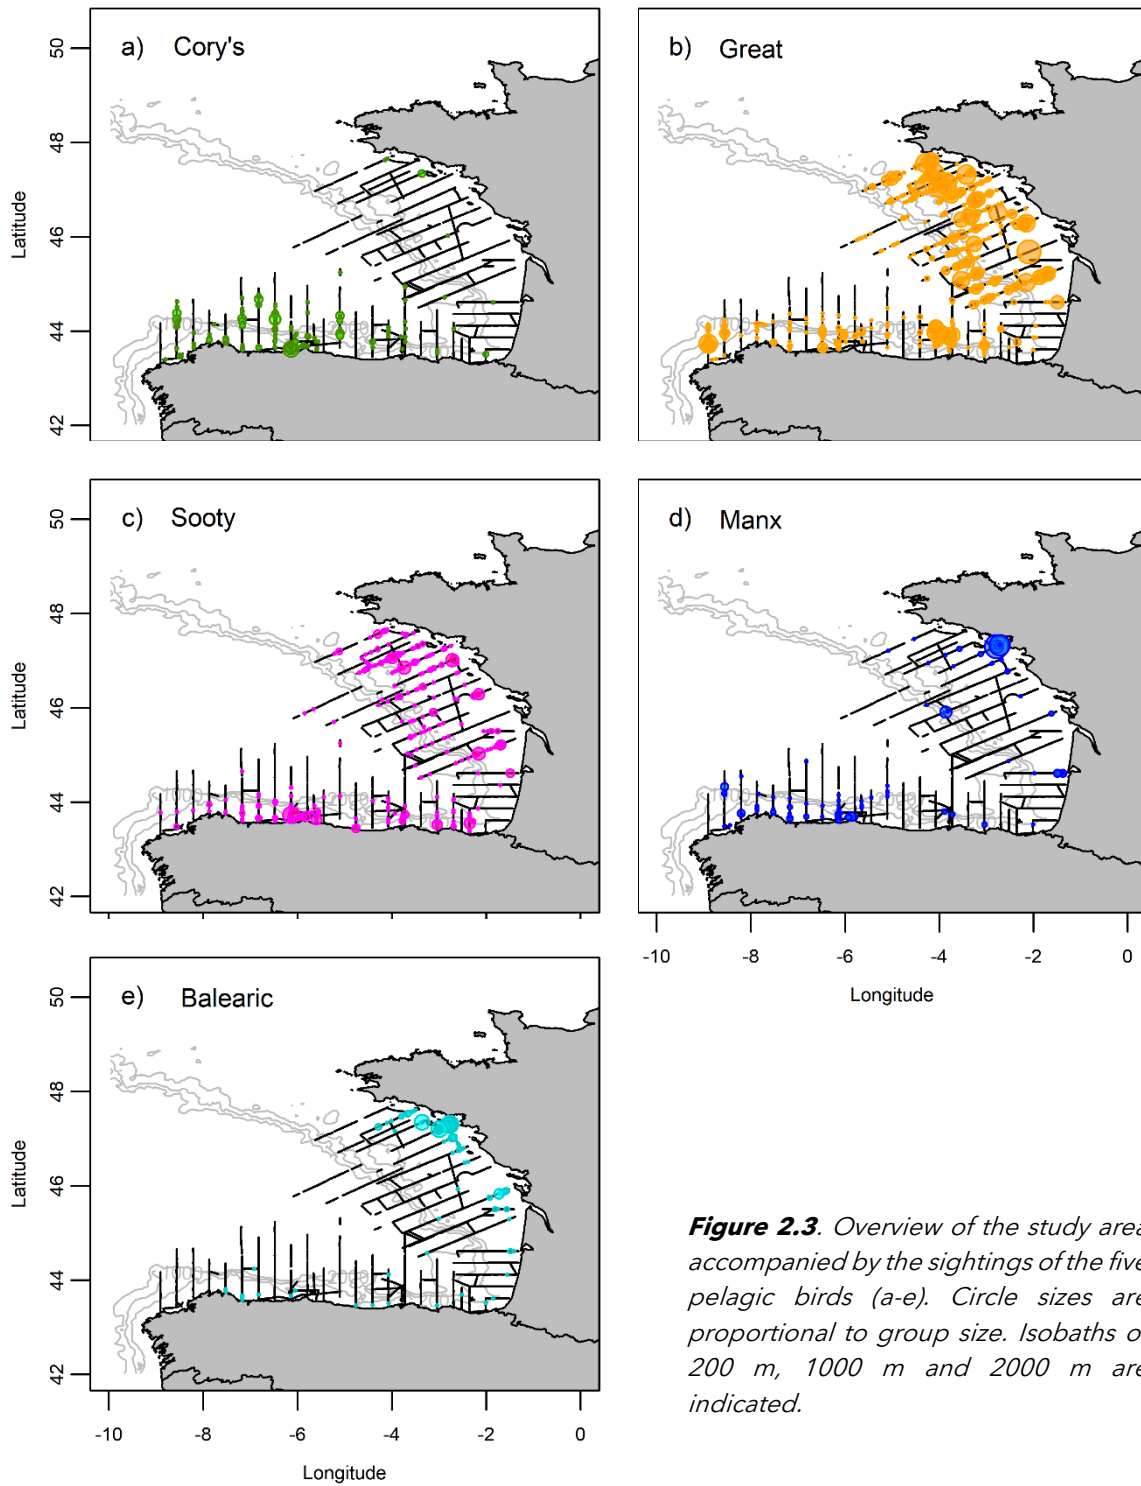 a) Cory's
b) Great
50
48
46
44
42
Latitude
c) Sooty
d) Manx
50
48
46
44
42
Latitude
-10 -8 -6 -4 -2 0
Longitude
e) Balearic
50
48
46
44
42
Latitude
-10 -8 -6 -4 -2 0
Longitude
Figure 2.3. Overview of the study area
accompanied by the sightings of the five
pelagic birds (a-e). Circle sizes are
proportional to group size. Isobaths o
200 m, 1000 m and 2000 m are
indicated.